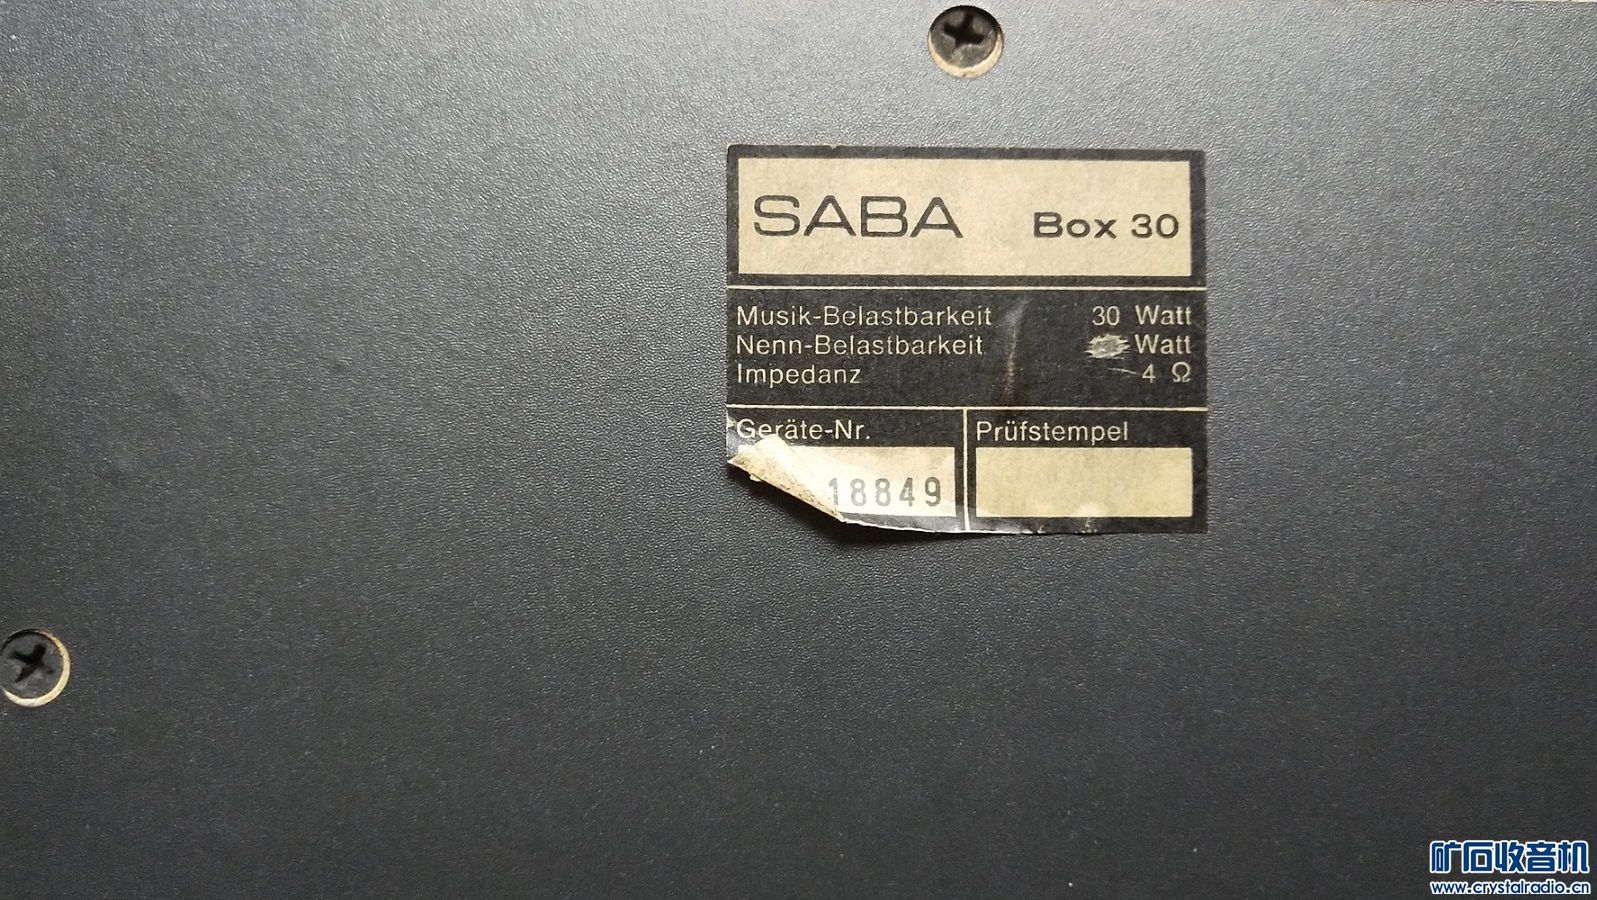 SABA Box 30
Musik-Belastbarkeit 30 Watt
Nenn-Belastbarkeit Watt
Impedanz 4 Ω
Geräte-Nr. Prüfstempel
18849
矿石收音机
www.crystalradio.cn